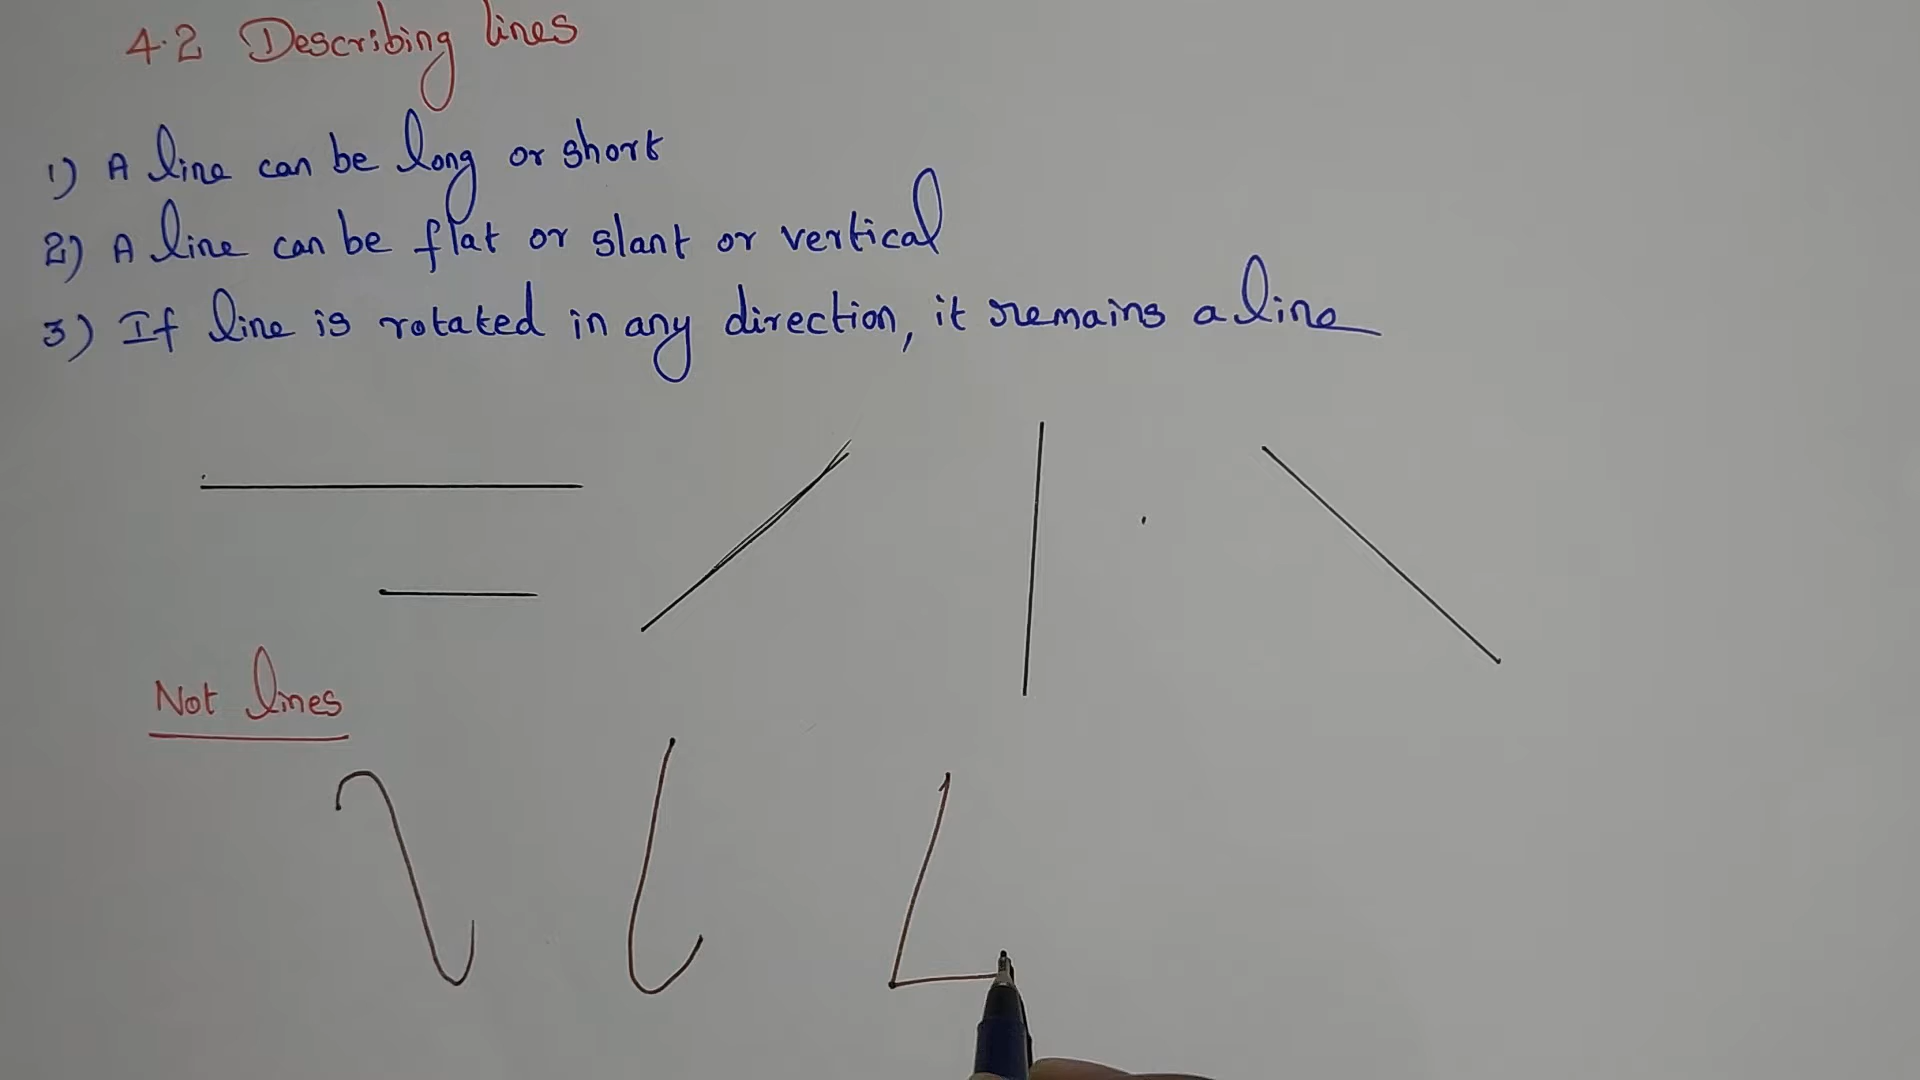 4.2 Describing lines
1) A line can be long or short
2) A line can be flat or slant or vertical
3) If line is rotated in any direction, it remains a line
Not lines